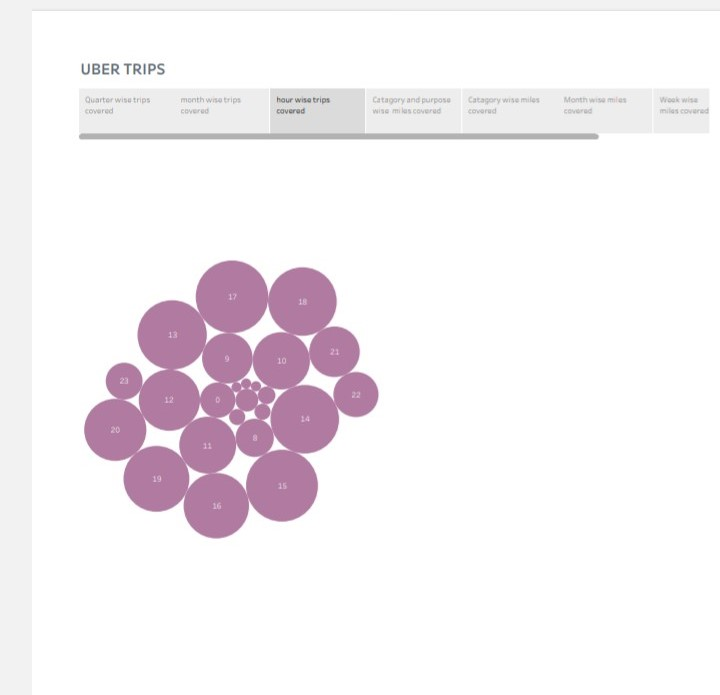 UBER TRIPS
Quarter wise trips
covered
month wise trips
covered
hour wise trips
covered
Catagory and purpose
wise miles covered
Catagory wise miles
covered
Month wise miles
covered
Week wise
miles covered
17
18
13
21
9
10
23
22
12
0
14
20
8
11
19
15
16